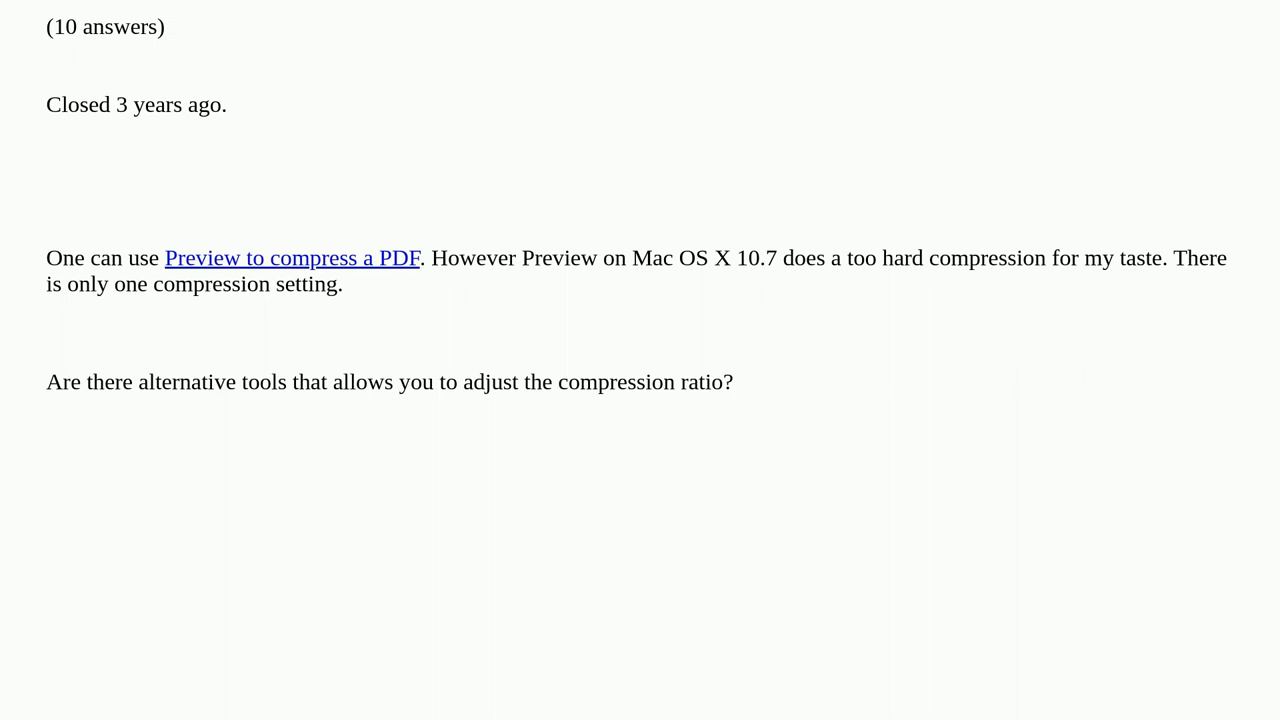 (10 answers)
Closed 3 years ago.
One can use Preview to compress a PDF. However Preview on Mac OS X 10.7 does a too hard compression for my taste. There
is only one compression setting.
Are there alternative tools that allows you to adjust the compression ratio?